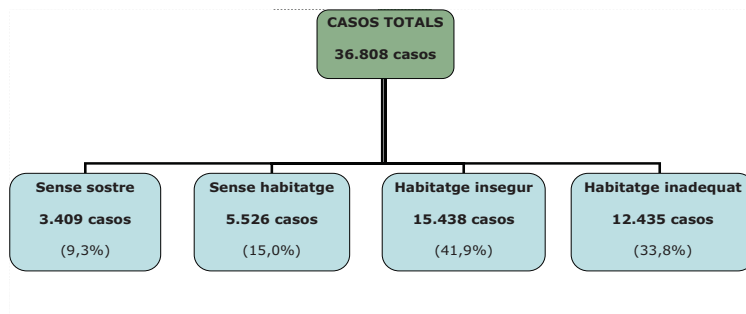 CASOS TOTALS
36.808 casos
Sense sostre
3.409 casos
(9,3%)
Sense habitatge
5.526 casos
(15,0%)
Habitatge insegur
15.438 casos
(41,9%)
Habitatge inadequat
12.435 casos
(33,8%)